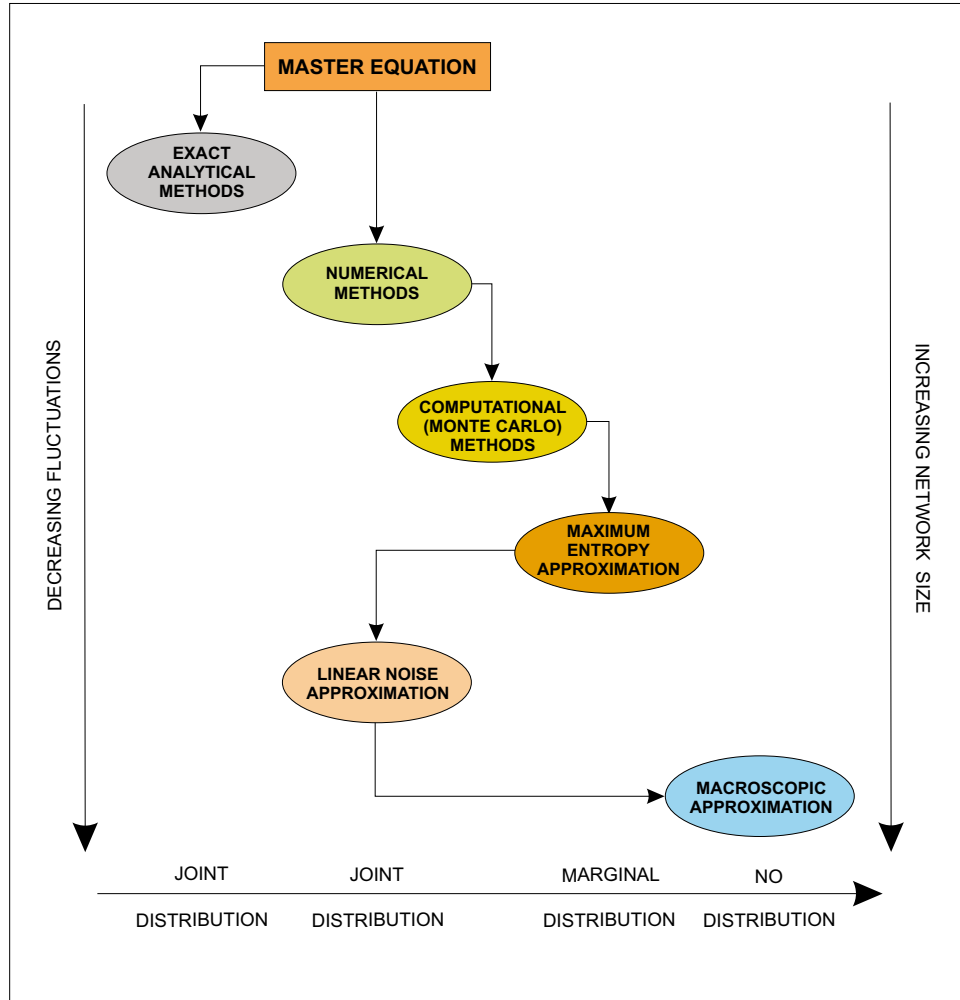 MASTER EQUATION
EXACT
ANALYTICAL
METHODS
NUMERICAL
METHODS
COMPUTATIONAL
(MONTE CARLO)
METHODS
MAXIMUM
ENTROPY
APPROXIMATION
LINEAR NOISE
APPROXIMATION
MACROSCOPIC
APPROXIMATION
DECREASING FLUCTUATIONS
INCREASING NETWORK SIZE
JOINT JOINT MARGINAL NO
DISTRIBUTION DISTRIBUTION DISTRIBUTION DISTRIBUTION